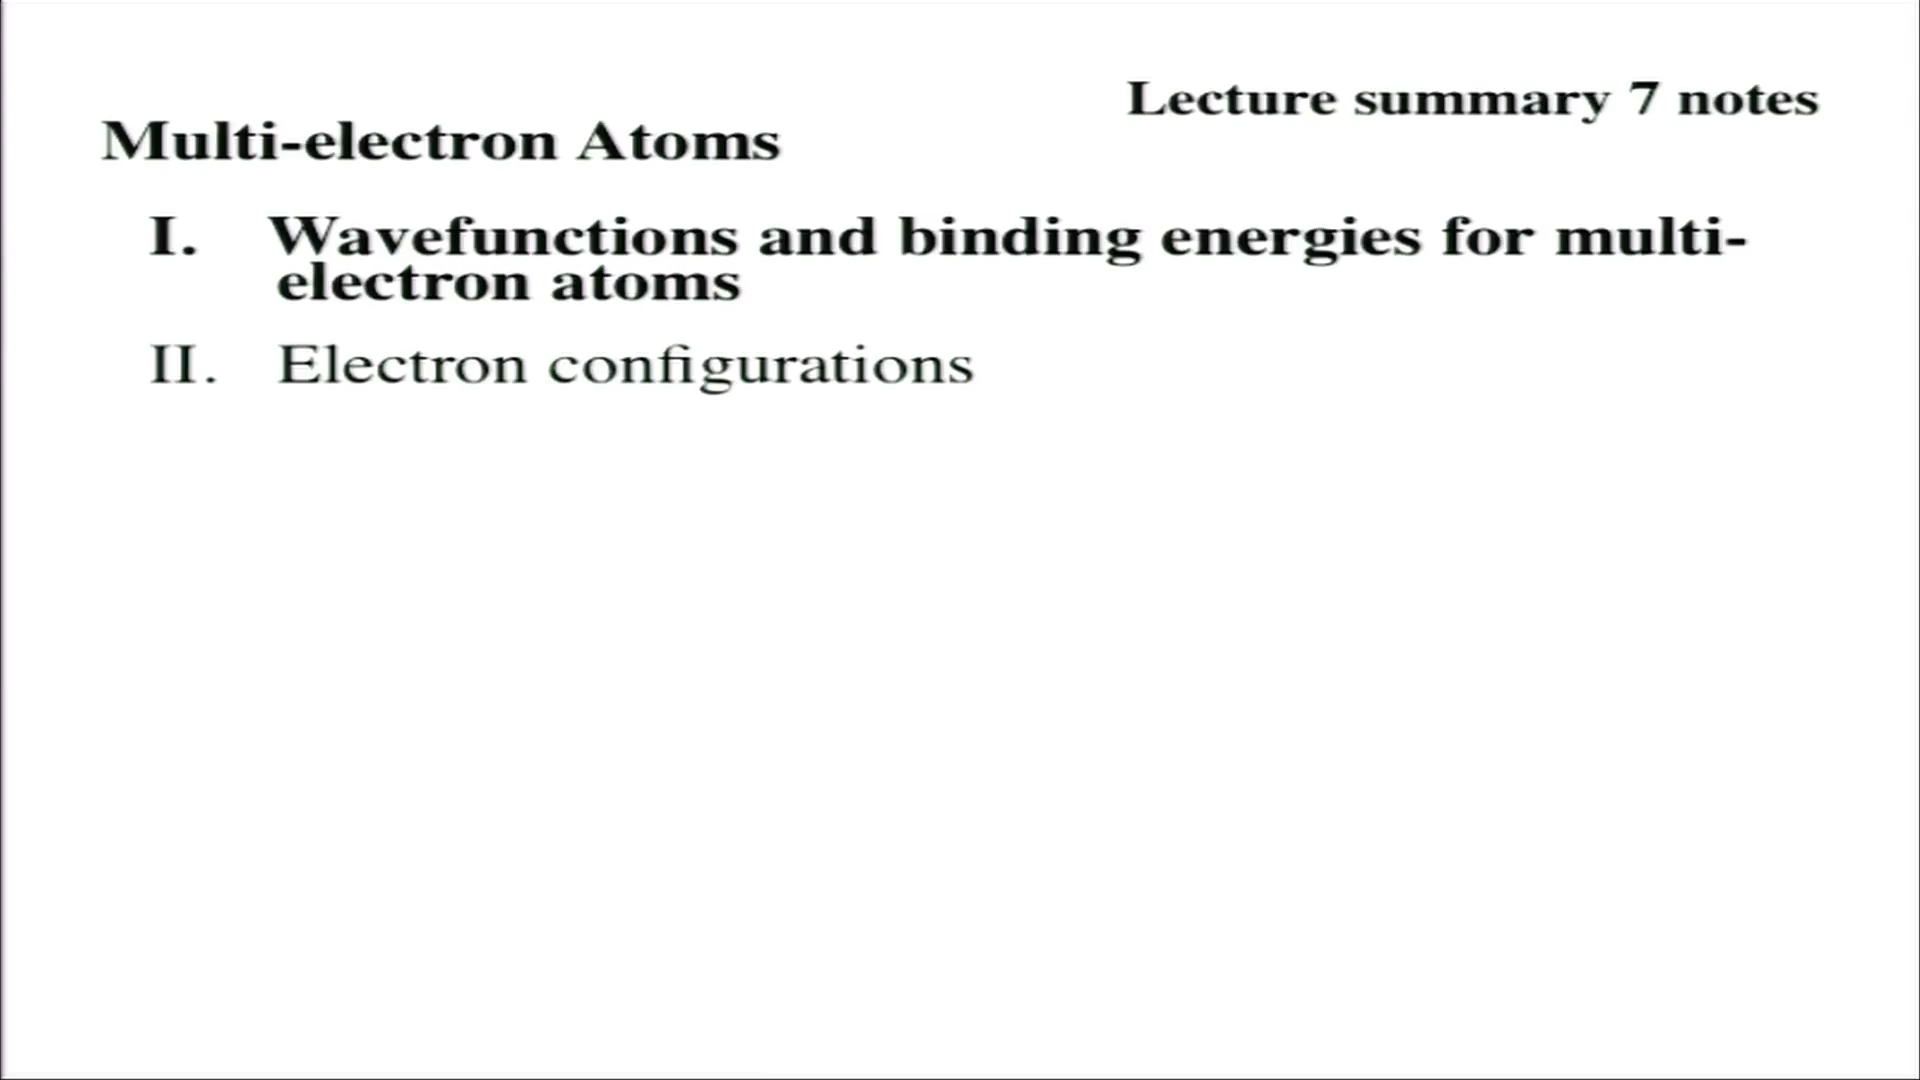 Lecture summary 7 notes
Multi-electron Atoms
I. Wavefunctions and binding energies for multi-
electron atoms
II. Electron configurations